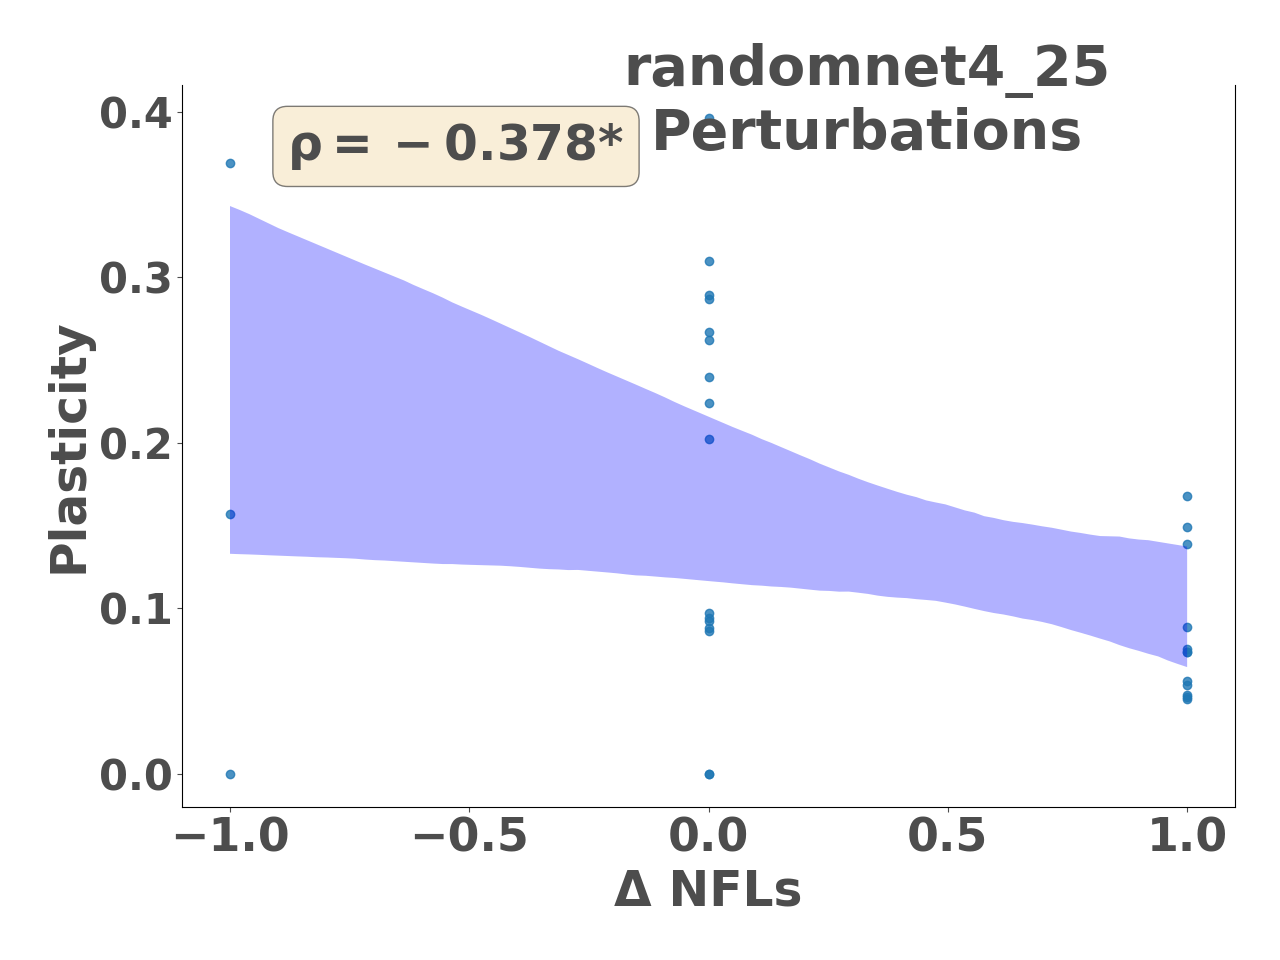 randomnet4_25
Perturbations
ρ = − 0.378*
0.4
0.3
0.2
0.1
0.0
Plasticity
−1.0 −0.5 0.0 0.5 1.0
Δ NFLs